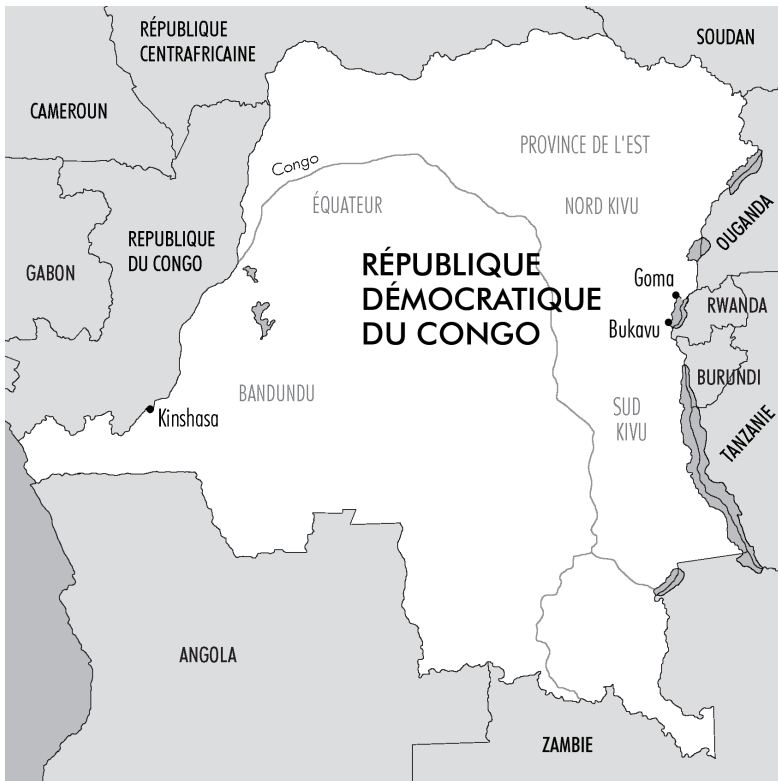 RÉPUBLIQUE
CENTRAFRICAINE
SOUDAN
CAMEROUN
PROVINCE DE L'EST
Congo
ÉQUATEUR
NORD KIVU
OUGANDA
REPUBLIQUE
DU CONGO
GABON
RÉPUBLIQUE
DÉMOCRATIQUE
DU CONGO
Goma
RWANDA
Bukavu
BURUNDI
BANDUNDU
Kinshasa
SUD
KIVU
TANZANIE
ANGOLA
ZAMBIE